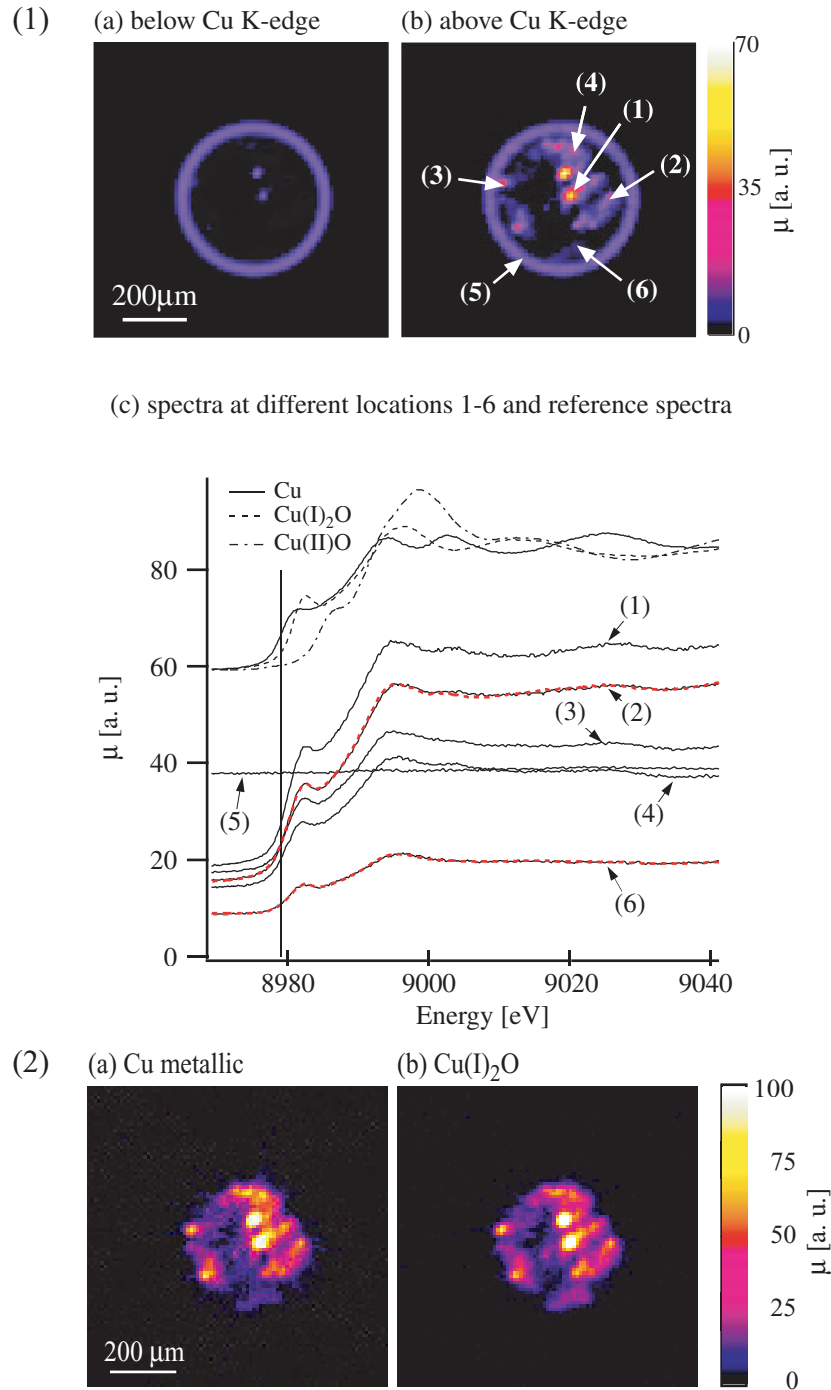 (1)
(a) below Cu K-edge
(b) above Cu K-edge
70
(4)
(1)
(3)
(2)
35
μ [a. u.]
200μm
(5)
(6)
0
(c) spectra at different locations 1-6 and reference spectra
Cu
Cu(I)₂O
Cu(II)O
80
(1)
60
(2)
(3)
μ [a. u.]
40
(5)
(4)
20
(6)
0
8980 9000 9020 9040
Energy [eV]
(2)
(a) Cu metallic
(b) Cu(I)₂O
100
75
50
μ [a. u.]
25
200 μm
0